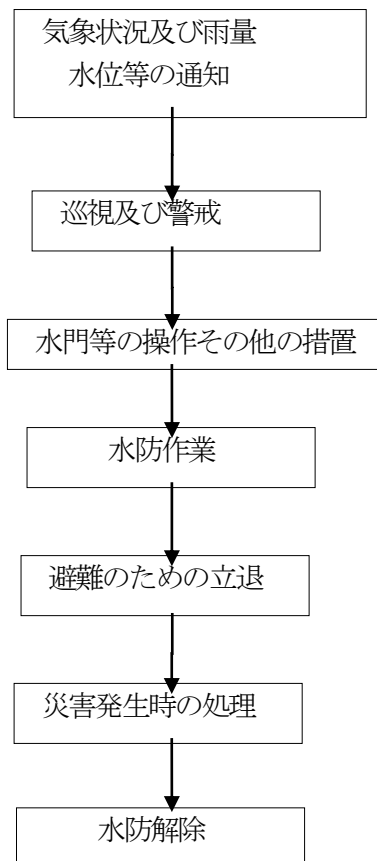 気象状況及び雨量
水位等の通知
巡視及び警戒
水門等の操作その他の措置
水防作業
避難のための立退
災害発生時の処理
水防解除